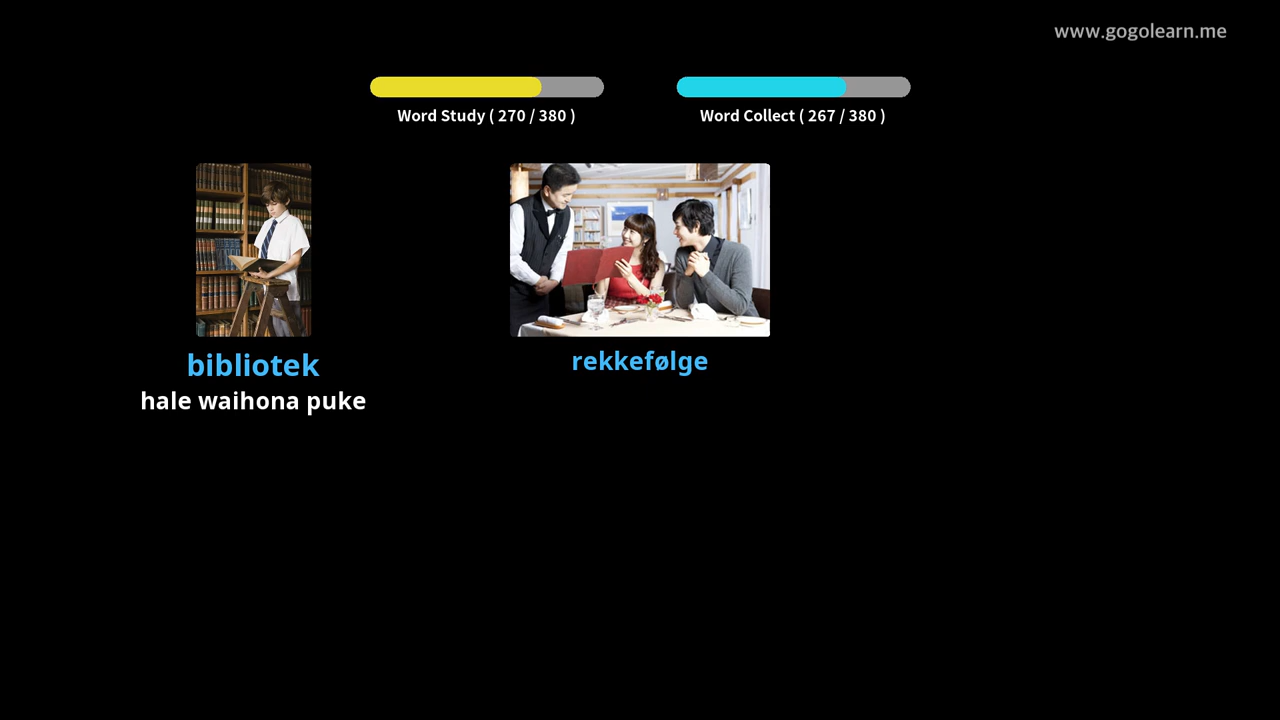 www.gogolearn.me
Word Study ( 270 / 380 )
Word Collect ( 267 / 380 )
bibliotek
hale waihona puke
rekkefølge